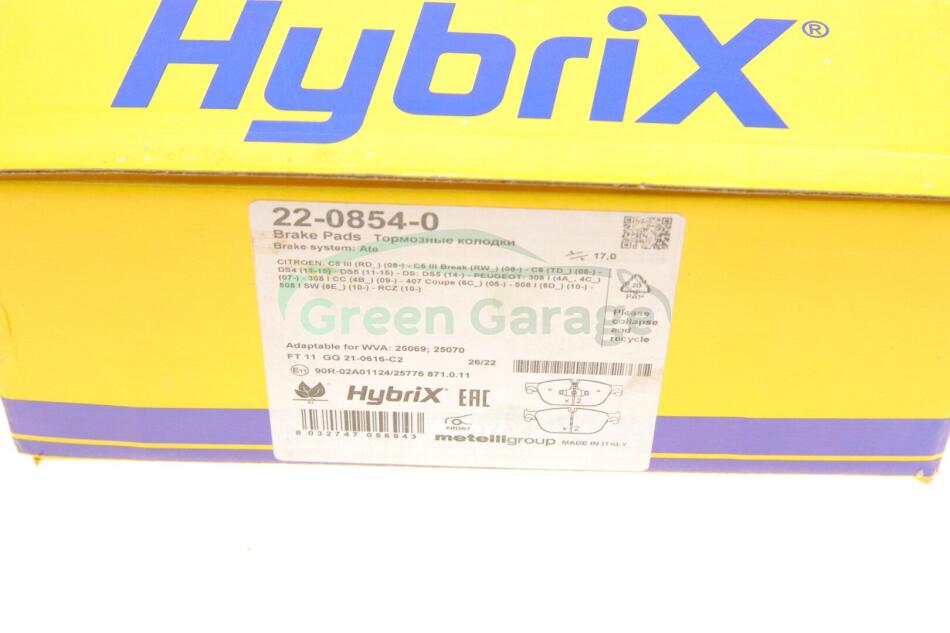 HybriX®
22-0854-0
Brake Pads Тормозные колодки
Brake system: Ate
17,0
CITROEN: C5 III (RD_) (08-) - C5 III Break (RW_) (08-) - C6 (TD_) (05-) -
DS4 (11-15) - DS5 (11-15) - DS: DS5 (14-) - PEUGEOT: 308 I (4A_, 4C_)
(07-) - 308 I CC (4B_) (09-) - 407 Coupe (6C_) (05-) - 508 I (8D_) (10-) -
508 I SW (8E_) (10-) - RCZ (10-)
20
PAP
Please
collapse
and
recycle
Green Garage
Adaptable for WVA: 25069; 25070
FT 11 GG 21-0616-C2
26/22
E11 90R-02A01124/25776 871.0.11
HybriX® EAC
x 2
x 2
FRONT
8 032747 056943
metelligroup MADE IN ITALY